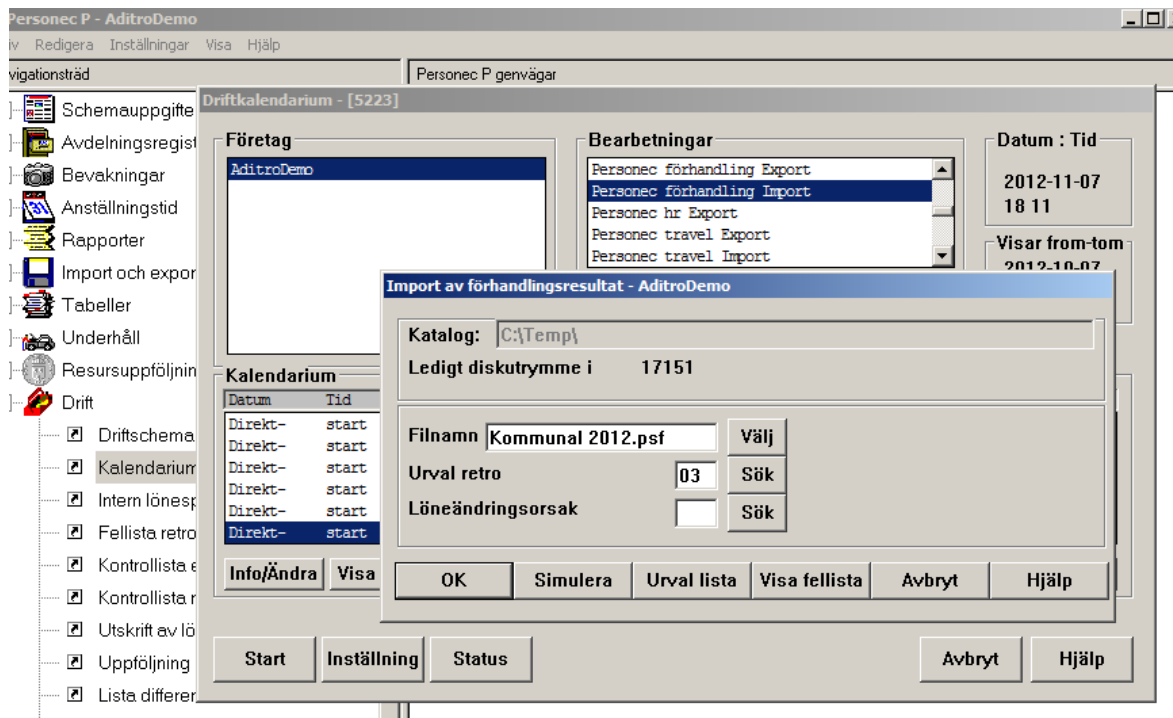 Personec P - AditroDemo
iv Redigera Inställningar Visa Hjälp
vigationsträd
Personec P genvägar
Schemauppgifte
Avdelningsregist
Bevakningar
Anställningstid
Rapporter
Import och expor
Tabeller
Underhåll
Resursuppföljnin
Drift
Driftschema
Kalendarium
Intern lönesp
Fellista retro
Kontrollista e
Kontrollista r
Utskrift av lö
Uppföljning
Lista differen
Driftkalendarium - [5223]
Företag
AditroDemo
Bearbetningar
Personec förhandling Export
Personec förhandling Import
Personec hr Export
Personec travel Export
Personec travel Import
Datum : Tid
2012-11-07
18 11
Visar from-tom
2012-10-07
Kalendarium
Datum Tid
Direkt- start
Direkt- start
Direkt- start
Direkt- start
Direkt- start
Direkt- start
Info/Ändra Visa
Start Inställning Status Avbryt Hjälp
Import av förhandlingsresultat - AditroDemo
Katalog: C:\Temp\
Ledigt diskutrymme i 17151
Filnamn Kommunal 2012.psf Välj
Urval retro 03 Sök
Löneändringsorsak Sök
OK Simulera Urval lista Visa fellista Avbryt Hjälp